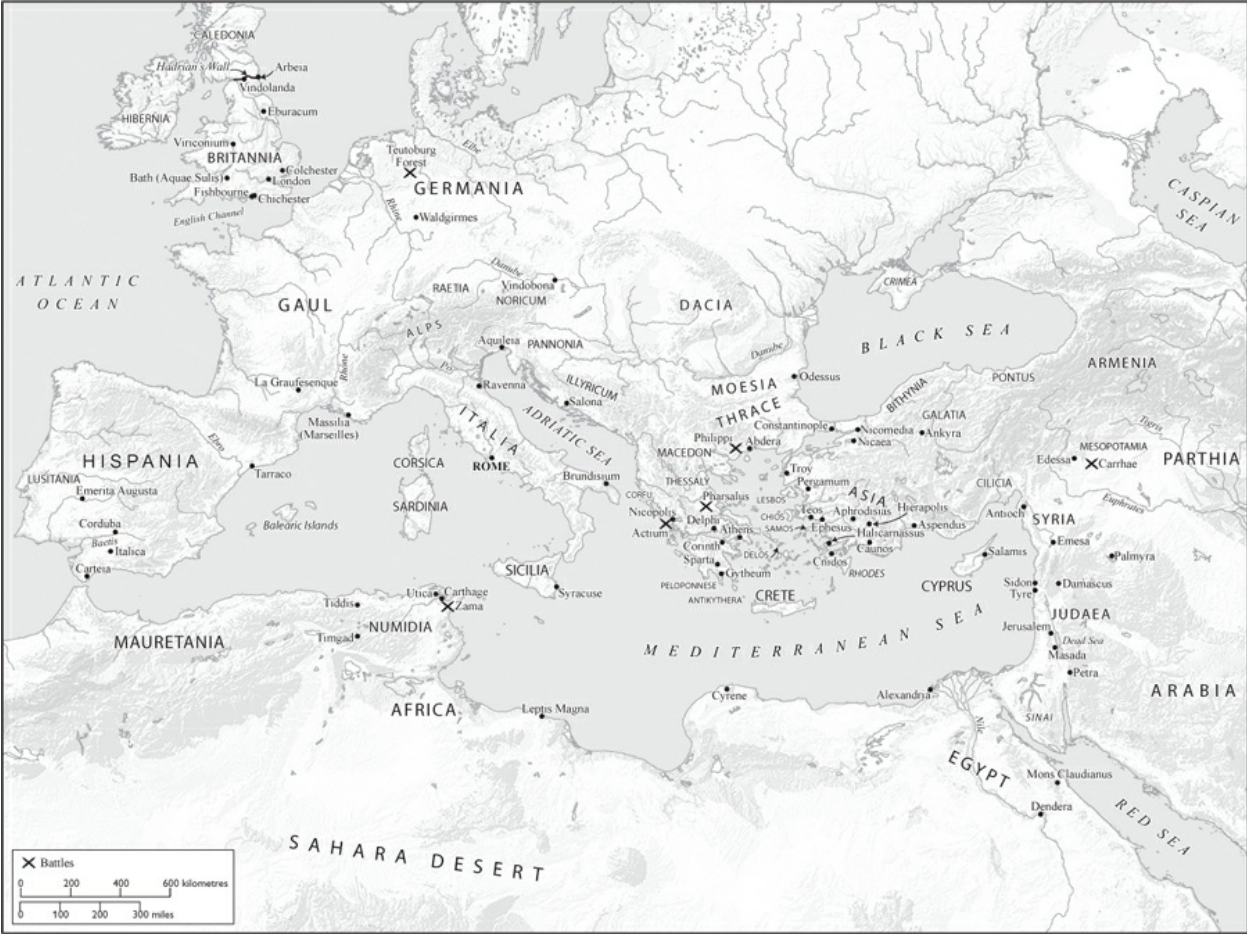 CALEDONIA
Hadrian's Wall
Arbeia
Vindolanda
HIBERNIA
Eburacum
Viriconium
BRITANNIA
Colchester
Bath (Aquae Sulis)
London
Fishbourne
Chichester
English Channel
Teutoburg
Forest
Elbe
GERMANIA
Rhine
Waldgirmes
CASPIAN
SEA
ATLANTIC
OCEAN
GAUL
RAETIA
Danube
Vindobona
NORICUM
DACIA
CRIMEA
BLACK SEA
ALPS
Aquileia
PANNONIA
Danube
ARMENIA
La Graufesenque
Rhône
Po
Ravenna
ILLYRICUM
Salona
MOESIA
Odessus
BITHYNIA
PONTUS
Massilia
(Marseilles)
ITALIA
ADRIATIC SEA
THRACE
Constantinople
Nicomedia
Nicaea
GALATIA
Ankyra
Tigris
HISPANIA
Ebro
Tarraco
CORSICA
ROME
Philippi
Abdera
MACEDON
MESOPOTAMIA
Edessa
Carrhae
PARTHIA
LUSITANIA
Emerita Augusta
SARDINIA
Brundisium
THESSALY
Troy
Pergamum
CILICIA
CORFU
Pharsalus
LESBOS
ASIA
Euphrates
Corduba
Balearic Islands
Nicopolis
Actium
Delphi
CHIOS
Teos
Aphrodisias
Hierapolis
Antioch
SYRIA
Baetis
Italica
Athens
SAMOS
Ephesus
Halicarnassus
Aspendus
Emesa
Carteia
Corinth
DELOS
Caunos
Salamis
Palmyra
SICILIA
Sparta
Cnidos
RHODES
Syracuse
Gytheum
CYPRUS
Sidon
Damascus
Tiddis
Utica
Carthage
Zama
PELOPONNESE
ANTIKYTHERA
CRETE
Tyre
MAURETANIA
NUMIDIA
Timgad
MEDITERRANEAN SEA
JUDAEA
Jerusalem
Dead Sea
Masada
Petra
AFRICA
Leptis Magna
Cyrene
Alexandria
SINAI
ARABIA
Nile
EGYPT
Mons Claudianus
Dendera
RED SEA
SAHARA DESERT
Battles
0 200 400 600 kilometres
0 100 200 300 miles